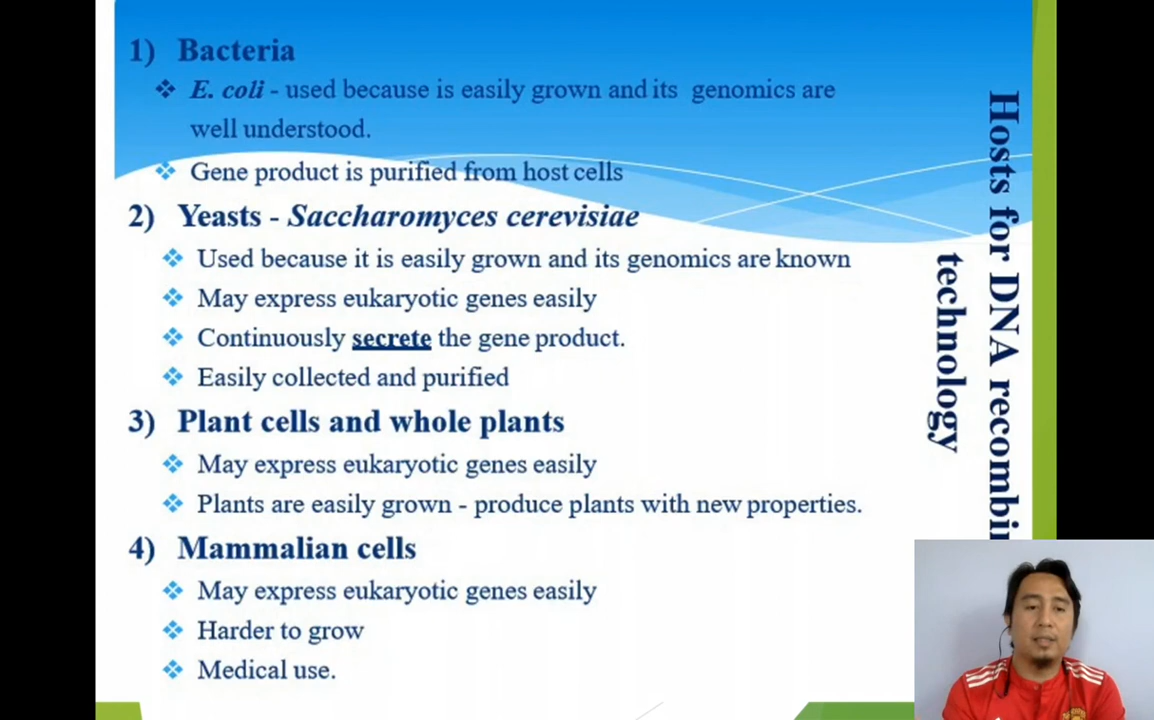 1) Bacteria
❖ E. coli - used because is easily grown and its genomics are
well understood.
❖ Gene product is purified from host cells
2) Yeasts - Saccharomyces cerevisiae
❖ Used because it is easily grown and its genomics are known
❖ May express eukaryotic genes easily
❖ Continuously secrete the gene product.
❖ Easily collected and purified
3) Plant cells and whole plants
❖ May express eukaryotic genes easily
❖ Plants are easily grown - produce plants with new properties.
4) Mammalian cells
❖ May express eukaryotic genes easily
❖ Harder to grow
❖ Medical use.
Hosts for DNA recombi
technology